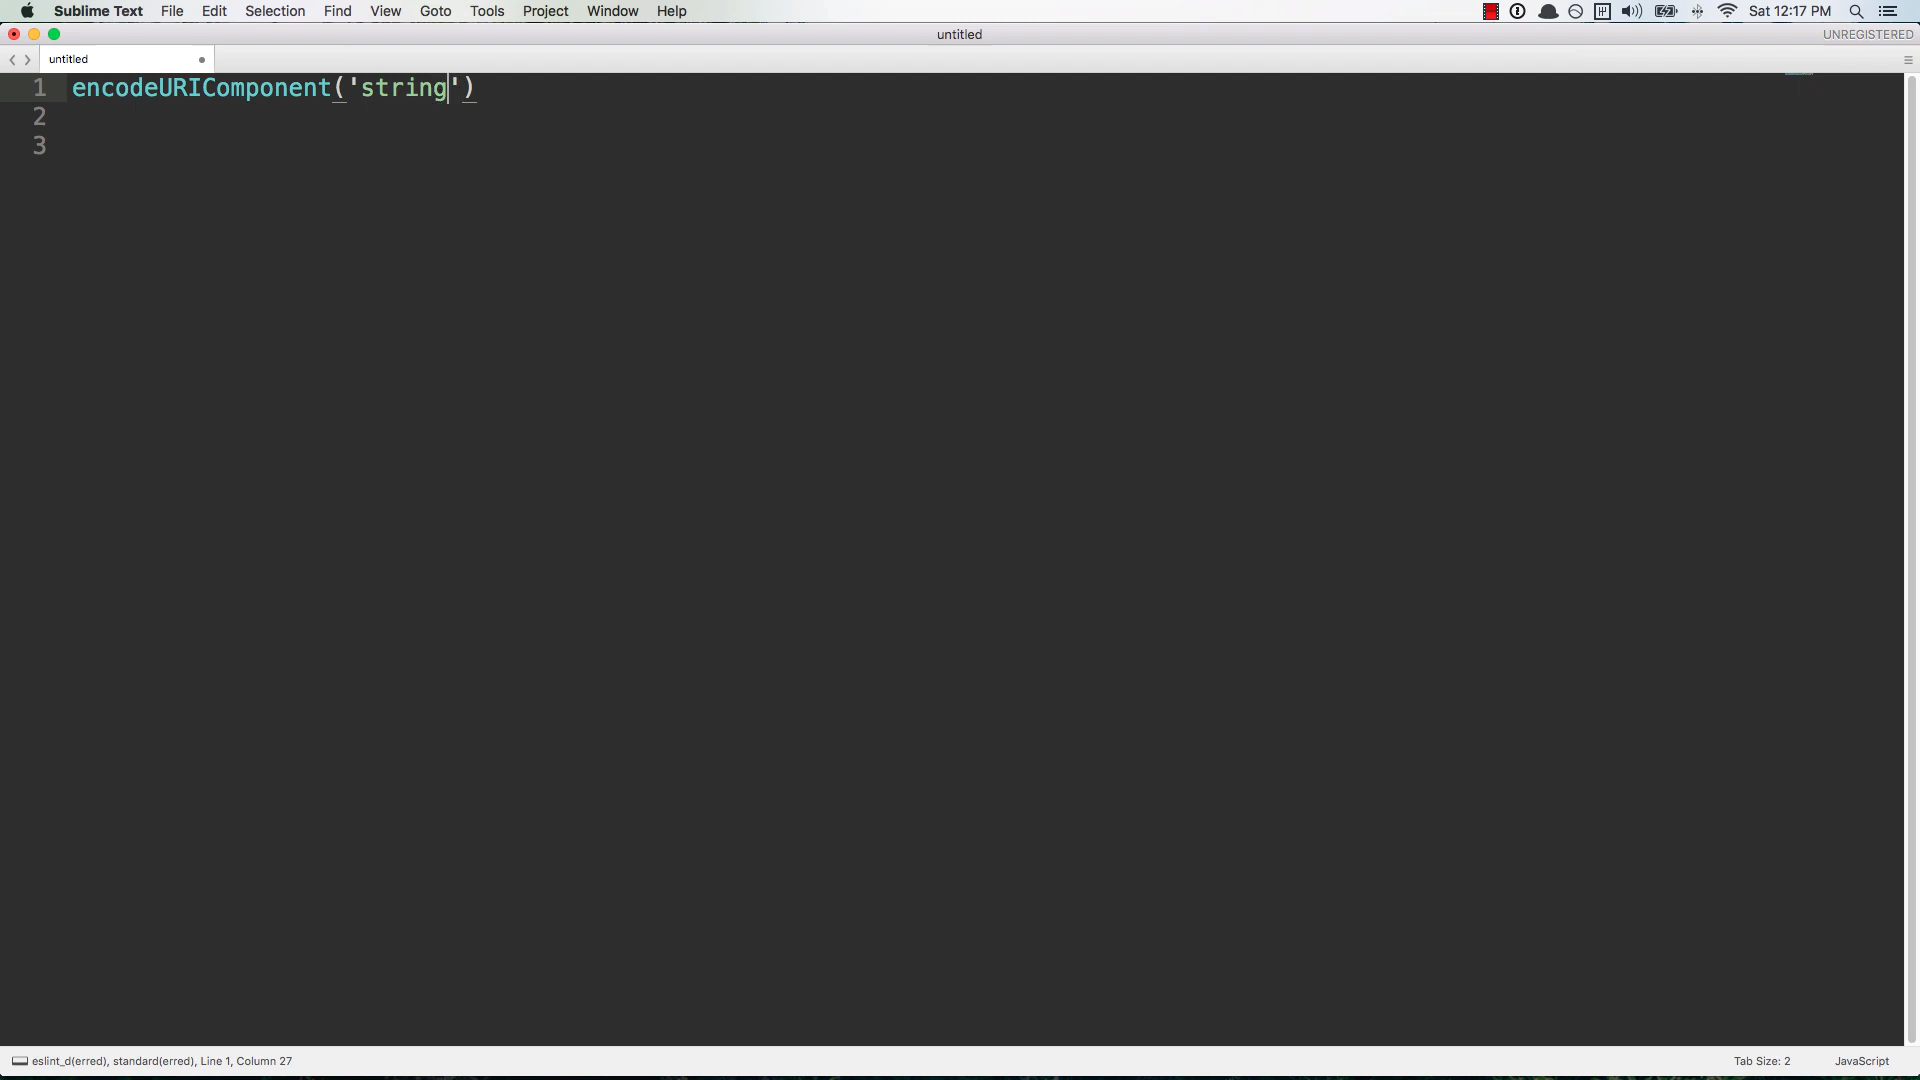 Sublime Text File Edit Selection Find View Goto Tools Project Window Help Sat 12:17 PM
untitled UNREGISTERED
untitled
1 encodeURIComponent('string')
2
3
eslint_d(erred), standard(erred), Line 1, Column 27 Tab Size: 2 JavaScript